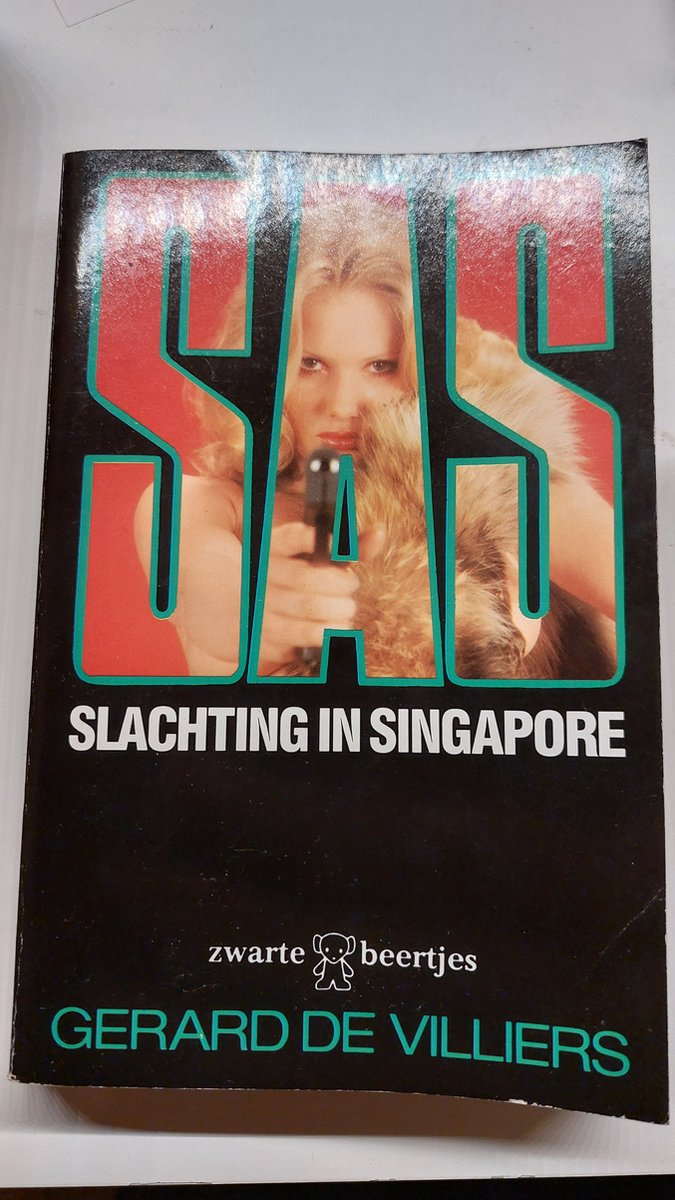 SAS
SLACHTING IN SINGAPORE
zwarte beertjes
GERARD DE VILLIERS